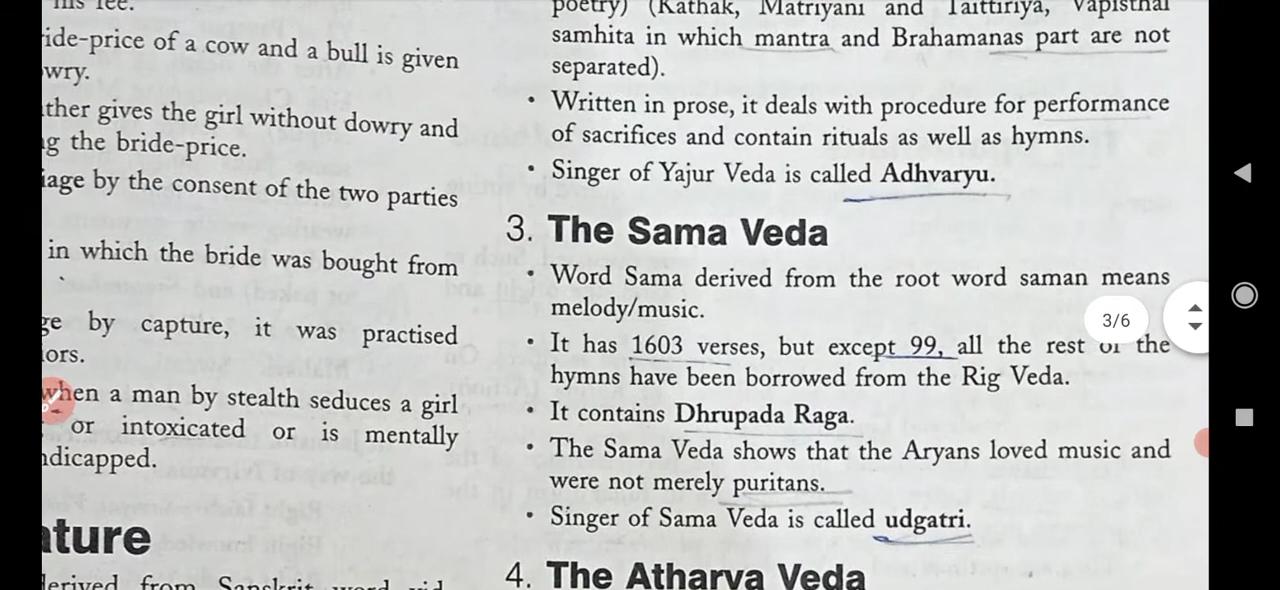 ide-price of a cow and a bull is given
wry.
ther gives the girl without dowry and
g the bride-price.
iage by the consent of the two parties
in which the bride was bought from
ge by capture, it was practised
ors.
when a man by stealth seduces a girl
or intoxicated or is mentally
dicapped.
ature
derived from Sanskrit word vid
poetry) (Kathak, Matriyani and Taittiriya, Vapisthal
samhita in which mantra and Brahamanas part are not
separated).
• Written in prose, it deals with procedure for performance
of sacrifices and contain rituals as well as hymns.
• Singer of Yajur Veda is called Adhvaryu.
3. The Sama Veda
• Word Sama derived from the root word saman means
melody/music.
• It has 1603 verses, but except 99, all the rest of the
hymns have been borrowed from the Rig Veda.
• It contains Dhrupada Raga.
• The Sama Veda shows that the Aryans loved music and
were not merely puritans.
• Singer of Sama Veda is called udgatri.
4. The Atharva Veda
3/6